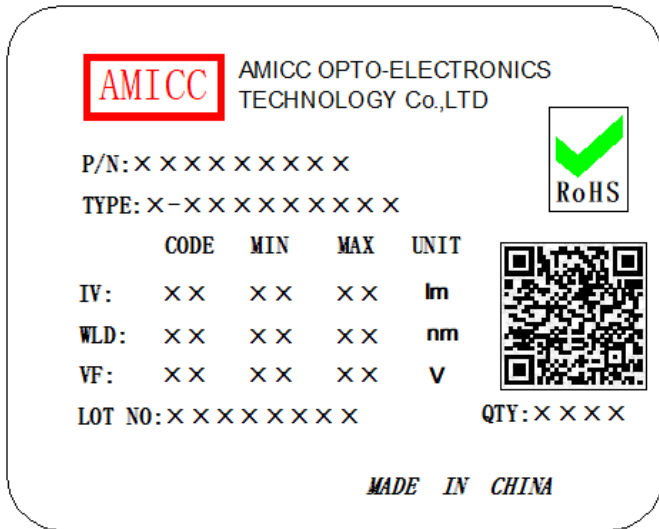 AMICC
AMICC OPTO-ELECTRONICS
TECHNOLOGY Co.,LTD
P/N:×××××××××
RoHS
TYPE:×-×××××××××
CODE MIN MAX UNIT
IV: ×× ×× ×× lm
WLD: ×× ×× ×× nm
VF: ×× ×× ×× V
LOT NO:××××××××
QTY:××××
MADE IN CHINA